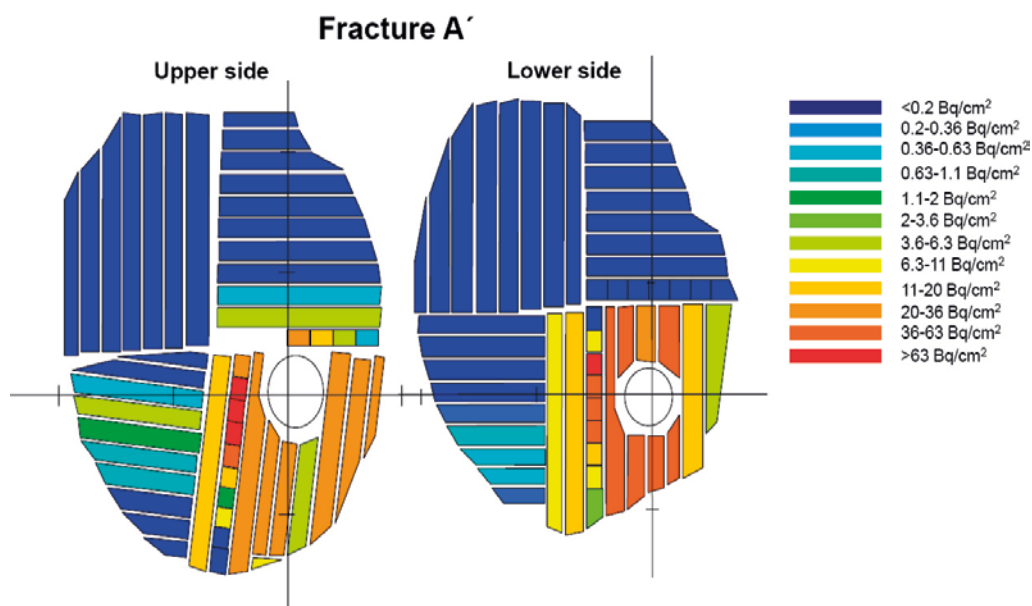 Fracture A´
Upper side
Lower side
<0.2 Bq/cm²
0.2-0.36 Bq/cm²
0.36-0.63 Bq/cm²
0.63-1.1 Bq/cm²
1.1-2 Bq/cm²
2-3.6 Bq/cm²
3.6-6.3 Bq/cm²
6.3-11 Bq/cm²
11-20 Bq/cm²
20-36 Bq/cm²
36-63 Bq/cm²
>63 Bq/cm²